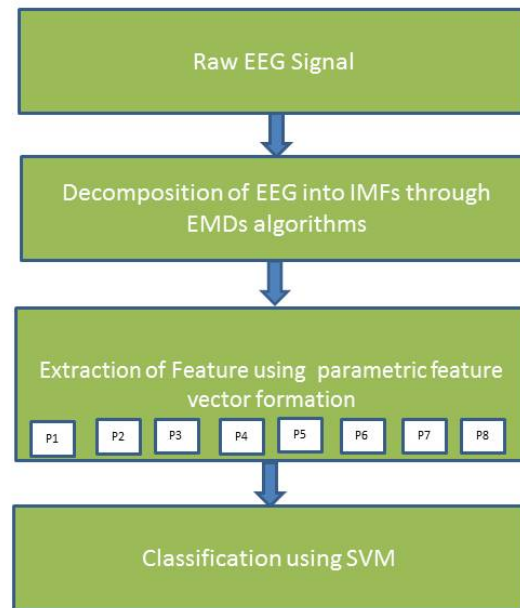 Raw EEG Signal
Decomposition of EEG into IMFs through
EMDs algorithms
Extraction of Feature using parametric feature
vector formation
P1 P2 P3 P4 P5 P6 P7 P8
Classification using SVM